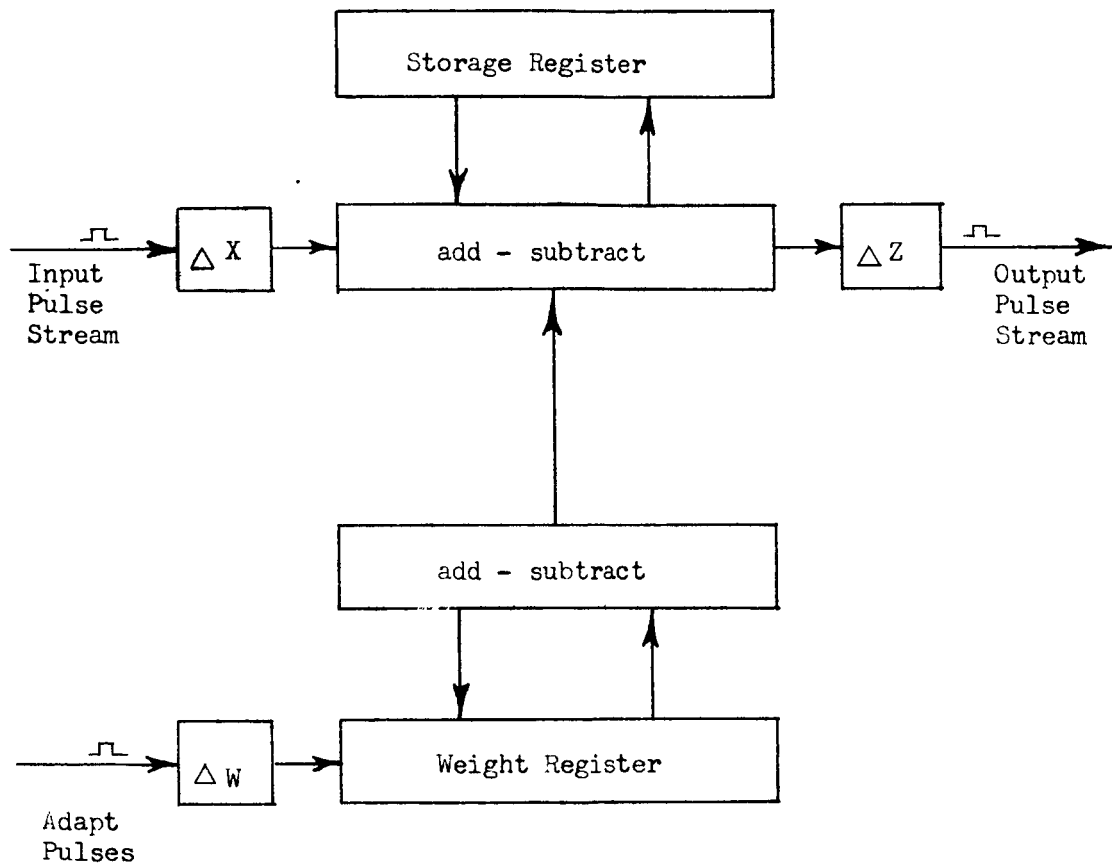 Storage Register
△ X
add - subtract
△ Z
Input
Pulse
Stream
Output
Pulse
Stream
add - subtract
△ W
Weight Register
Adapt
Pulses